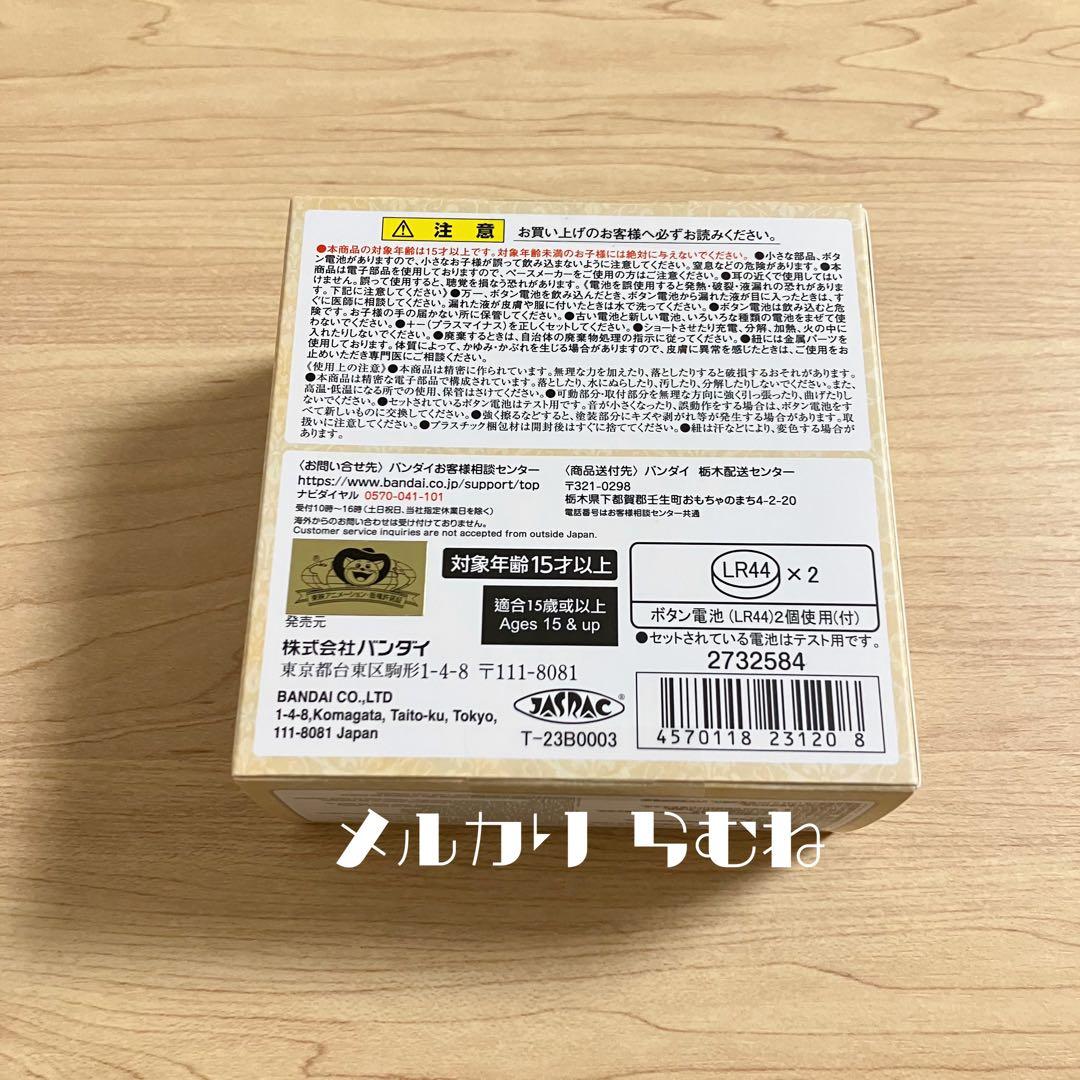 ⚠ 注意 お買い上げのお客様へ必ずお読みください。
●本商品の対象年齢は15才以上です。対象年齢未満のお子様には絶対に与えないでください。●小さな部品、ボタ
ン電池がありますので、小さなお子様が誤って飲み込まないように注意してください。窒息などの危険があります。●本
商品は電子部品を使用しておりますので、ペースメーカーをご使用の方はご注意ください。●耳の近くで使用してはい
けません。誤って使用すると、聴覚を損なう恐れがあります。《電池を誤使用すると発熱・破裂・液漏れの恐れがありま
す。下記に注意してください》●万一、ボタン電池を飲み込んだとき、ボタン電池から漏れた液が目に入ったときは、す
ぐに医師に相談してください。漏れた液が皮膚や服に付いたときは水で洗ってください。●ボタン電池は飲み込むと危
険です。お子様の手の届かない所に保管してください。●古い電池と新しい電池、いろいろな種類の電池をまぜて使
わないでください。●+－(プラスマイナス)を正しくセットしてください。●ショートさせたり充電、分解、加熱、火の中に
入れたりしないでください。●廃棄するときは、自治体の廃棄物処理の指示に従ってください。●紐には金属パーツを
使用しております。体質によって、かゆみ・かぶれを生じる場合がありますので、皮膚に異常を感じたときは、ご使用をお
止めいただき専門医にご相談ください。
《使用上の注意》●本商品は精密に作られています。無理な力を加えたり、落としたりすると破損するおそれがあります。
●本商品は精密な電子部品で構成されています。落としたり、水にぬらしたり、汚したり、分解したりしないでください。また、
高温・低温になる所での使用、保管はさけてください。●可動部分・取付部分を無理な方向に強く引っ張ったり、曲げたりし
ないでください。●セットされているボタン電池はテスト用です。音が小さくなったり、誤動作をする場合は、ボタン電池をす
べて新しいものに交換してください。●強く擦るなどすると、塗装部分にキズや剥がれ等が発生する場合があります。取
扱いに注意してください。●プラスチック梱包材は開封後はすぐに捨ててください。●紐は汗などにより、変色する場合が
あります。
〈お問い合せ先〉バンダイお客様相談センター
https://www.bandai.co.jp/support/top
ナビダイヤル 0570-041-101
受付10時～16時(土日祝日、当社指定休業日を除く)
海外からのお問い合わせは受け付けておりません。
Customer service inquiries are not accepted from outside Japan.
〈商品送付先〉バンダイ 栃木配送センター
〒321-0298
栃木県下都賀郡壬生町おもちゃのまち4-2-20
電話番号はお客様相談センター共通
東映アニメーション・版権許諾証
対象年齢15才以上
適合15歲或以上
Ages 15 & up
LR44 ×2
ボタン電池(LR44)2個使用(付)
●セットされている電池はテスト用です。
2732584
発売元
株式会社バンダイ
東京都台東区駒形1-4-8 〒111-8081
BANDAI CO.,LTD
1-4-8,Komagata, Taito-ku, Tokyo,
111-8081 Japan
JASRAC®
T-23B0003
4570118 23120 8
メルカリ らむね